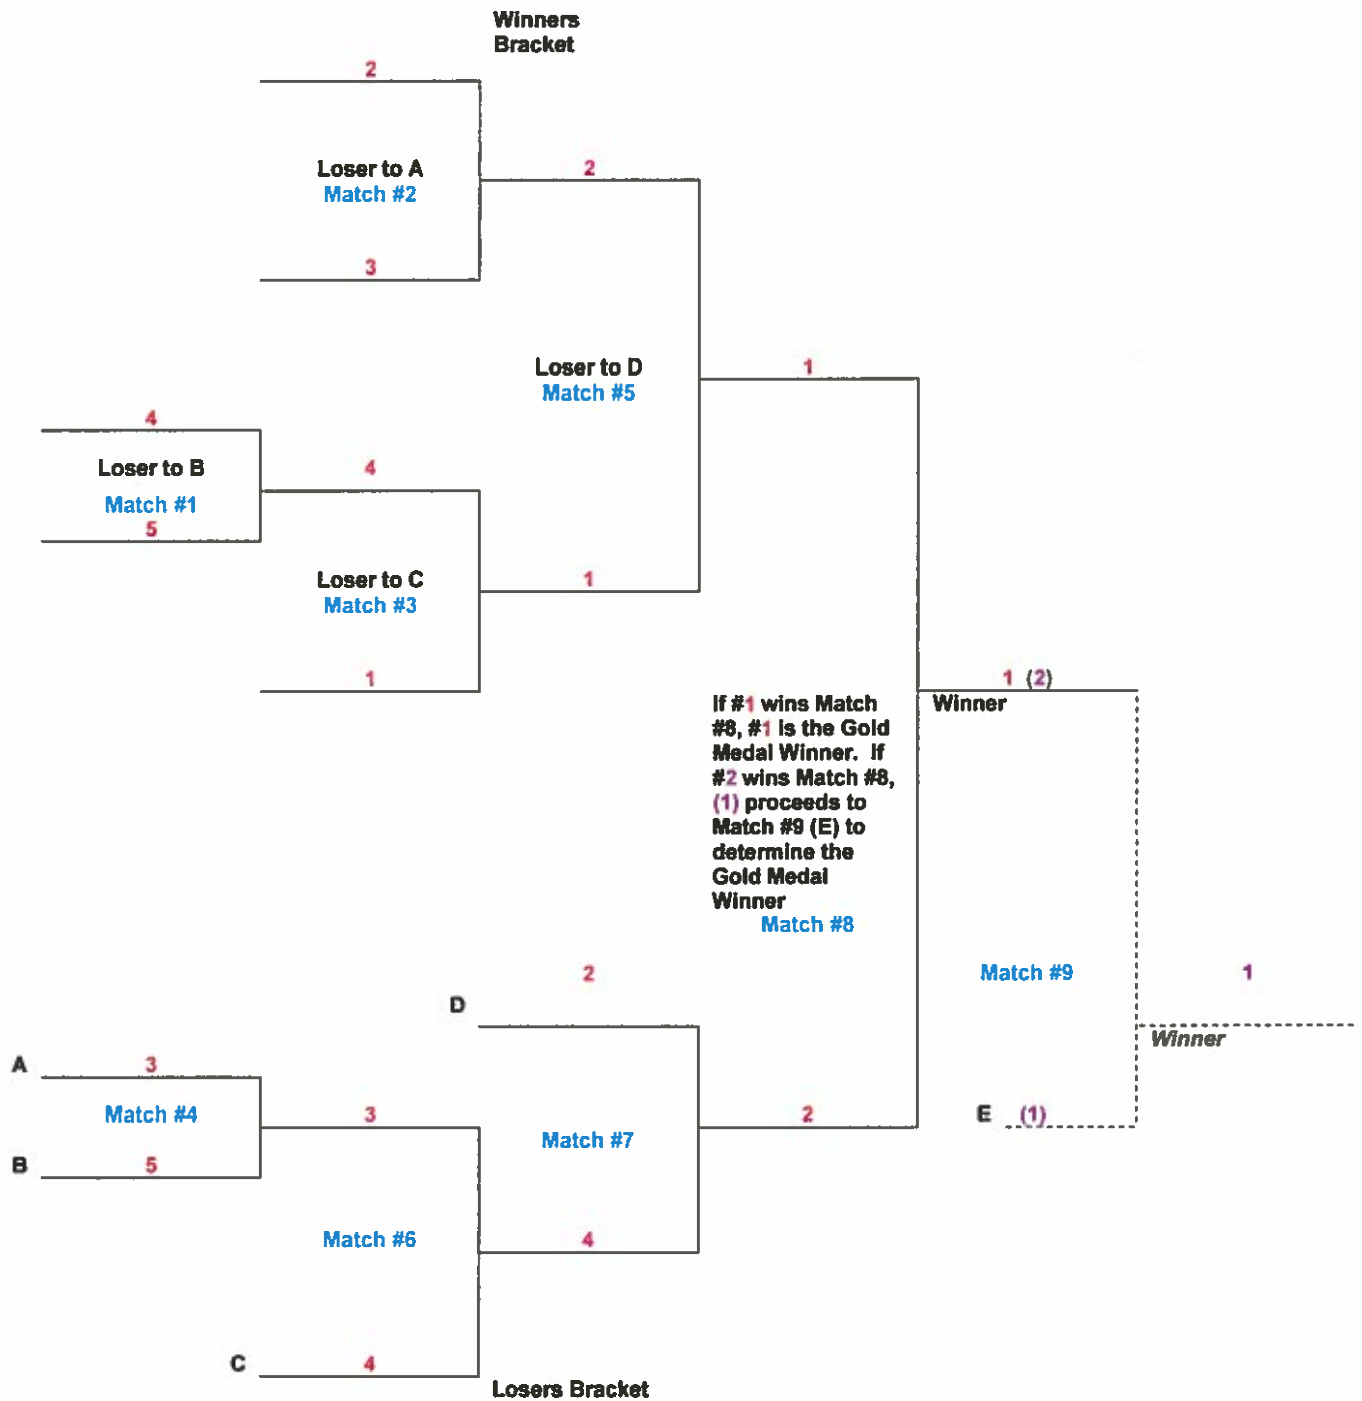 Winners
Bracket
2
Loser to A
Match #2
2
3
Loser to D
Match #5
1
4
Loser to B
Match #1
5
4
Loser to C
Match #3
1
1
1 (2)
Winner
If #1 wins Match
#8, #1 is the Gold
Medal Winner. If
#2 wins Match #8,
(1) proceeds to
Match #9 (E) to
determine the
Gold Medal
Winner
Match #8
2
D
Match #9
1
Winner
A
3
Match #4
3
B
5
Match #7
2
E (1)
Match #6
4
C
4
Losers Bracket